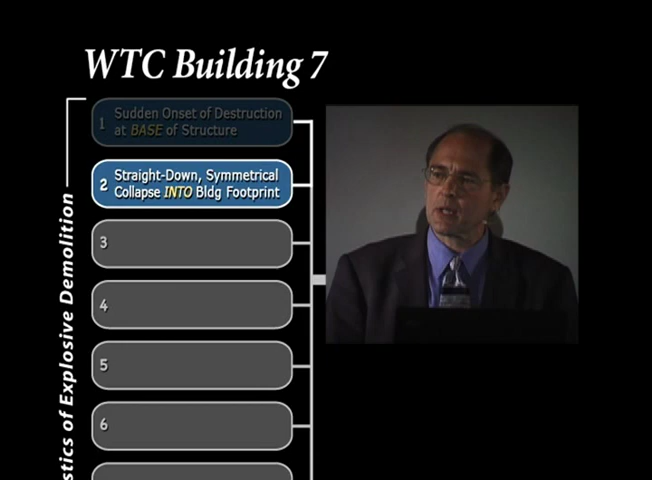 WTC Building 7
1 Sudden Onset of Destruction
at BASE of Structure
2 Straight-Down, Symmetrical
Collapse INTO Bldg Footprint
3
4
5
6
of Explosive Demolition